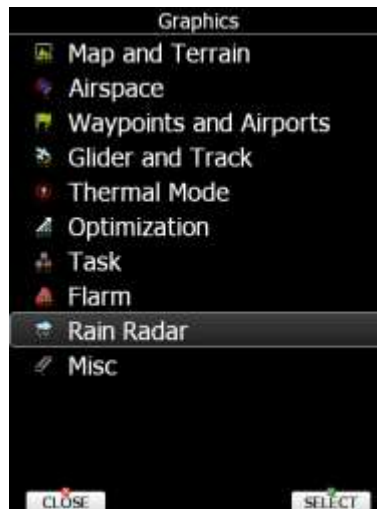 Graphics
Map and Terrain
Airspace
Waypoints and Airports
Glider and Track
Thermal Mode
Optimization
Task
Flarm
Rain Radar
Misc
CLOSE SELECT